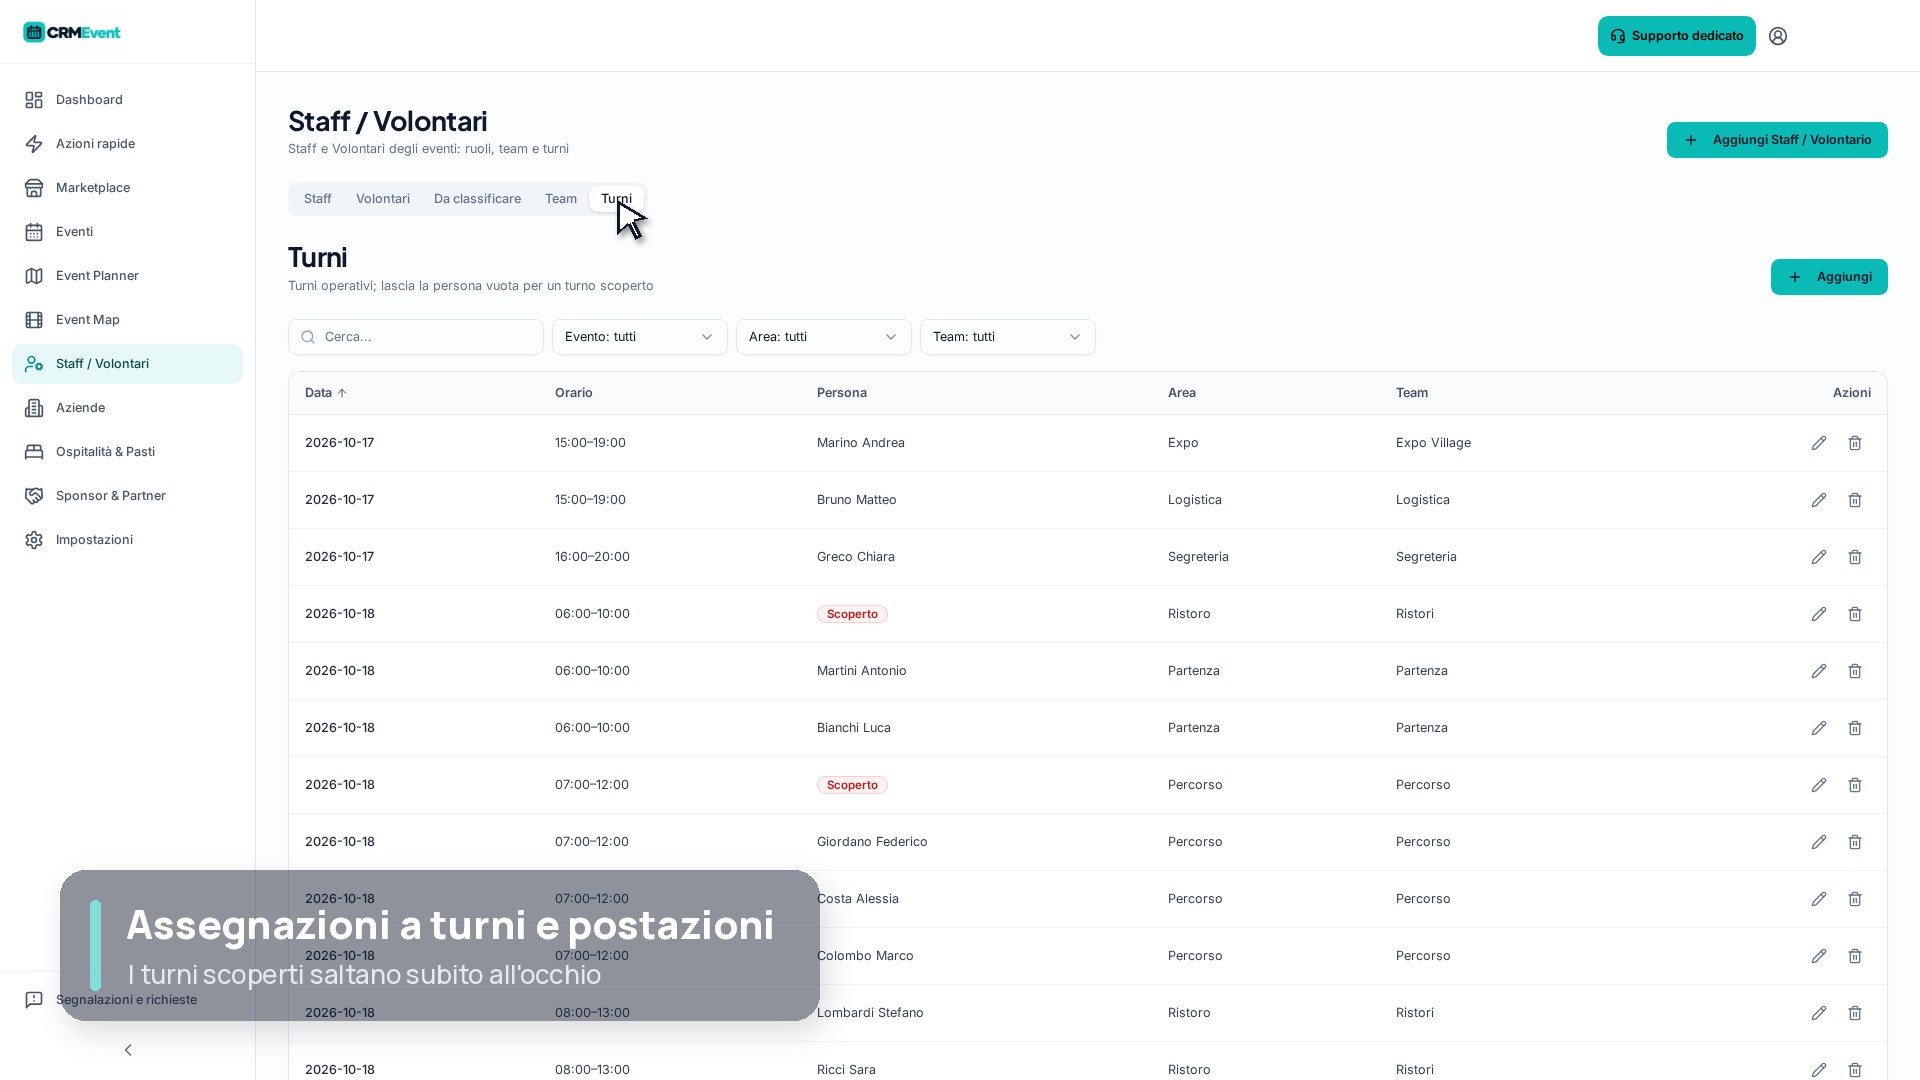 CRMEvent
Supporto dedicato
Dashboard
Azioni rapide
Marketplace
Eventi
Event Planner
Event Map
Staff / Volontari
Aziende
Ospitalità & Pasti
Sponsor & Partner
Impostazioni
Segnalazioni e richieste
Staff / Volontari
Staff e Volontari degli eventi: ruoli, team e turni
Aggiungi Staff / Volontario
Staff Volontari Da classificare Team Turni
Turni
Turni operativi; lascia la persona vuota per un turno scoperto
Aggiungi
Cerca... Evento: tutti Area: tutti Team: tutti
Data Orario Persona Area Team Azioni
2026-10-17 15:00–19:00 Marino Andrea Expo Expo Village
2026-10-17 15:00–19:00 Bruno Matteo Logistica Logistica
2026-10-17 16:00–20:00 Greco Chiara Segreteria Segreteria
2026-10-18 06:00–10:00 Scoperto Ristoro Ristori
2026-10-18 06:00–10:00 Martini Antonio Partenza Partenza
2026-10-18 06:00–10:00 Bianchi Luca Partenza Partenza
2026-10-18 07:00–12:00 Scoperto Percorso Percorso
2026-10-18 07:00–12:00 Giordano Federico Percorso Percorso
2026-10-18 07:00–12:00 Costa Alessia Percorso Percorso
2026-10-18 07:00–12:00 Colombo Marco Percorso Percorso
2026-10-18 08:00–13:00 Lombardi Stefano Ristoro Ristori
2026-10-18 08:00–13:00 Ricci Sara Ristoro Ristori
Assegnazioni a turni e postazioni
I turni scoperti saltano subito all'occhio